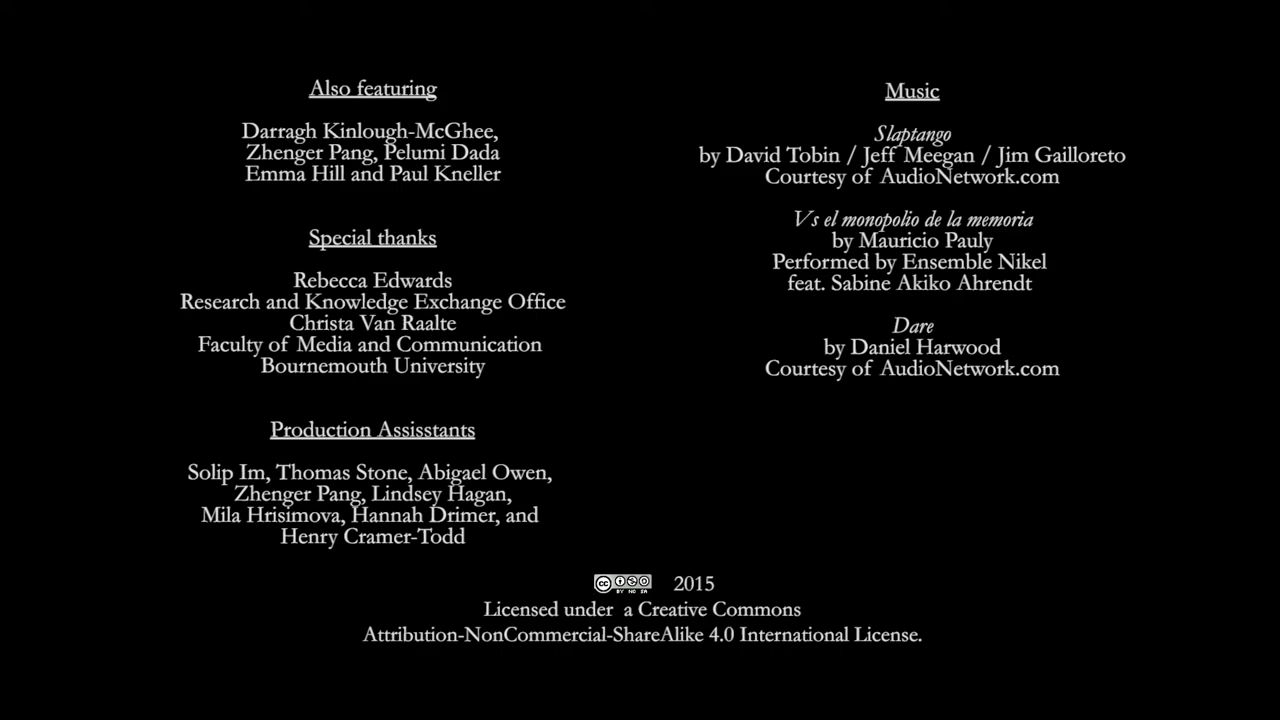 Also featuring
Darragh Kinlough-McGhee,
Zhenger Pang, Pelumi Dada
Emma Hill and Paul Kneller
Special thanks
Rebecca Edwards
Research and Knowledge Exchange Office
Christa Van Raalte
Faculty of Media and Communication
Bournemouth University
Production Assisstants
Solip Im, Thomas Stone, Abigael Owen,
Zhenger Pang, Lindsey Hagan,
Mila Hrisimova, Hannah Drimer, and
Henry Cramer-Todd
Music
Slaptango
by David Tobin / Jeff Meegan / Jim Gailloreto
Courtesy of AudioNetwork.com
Vs el monopolio de la memoria
by Mauricio Pauly
Performed by Ensemble Nikel
feat. Sabine Akiko Ahrendt
Dare
by Daniel Harwood
Courtesy of AudioNetwork.com
cc BY NC SA 2015
Licensed under a Creative Commons
Attribution-NonCommercial-ShareAlike 4.0 International License.